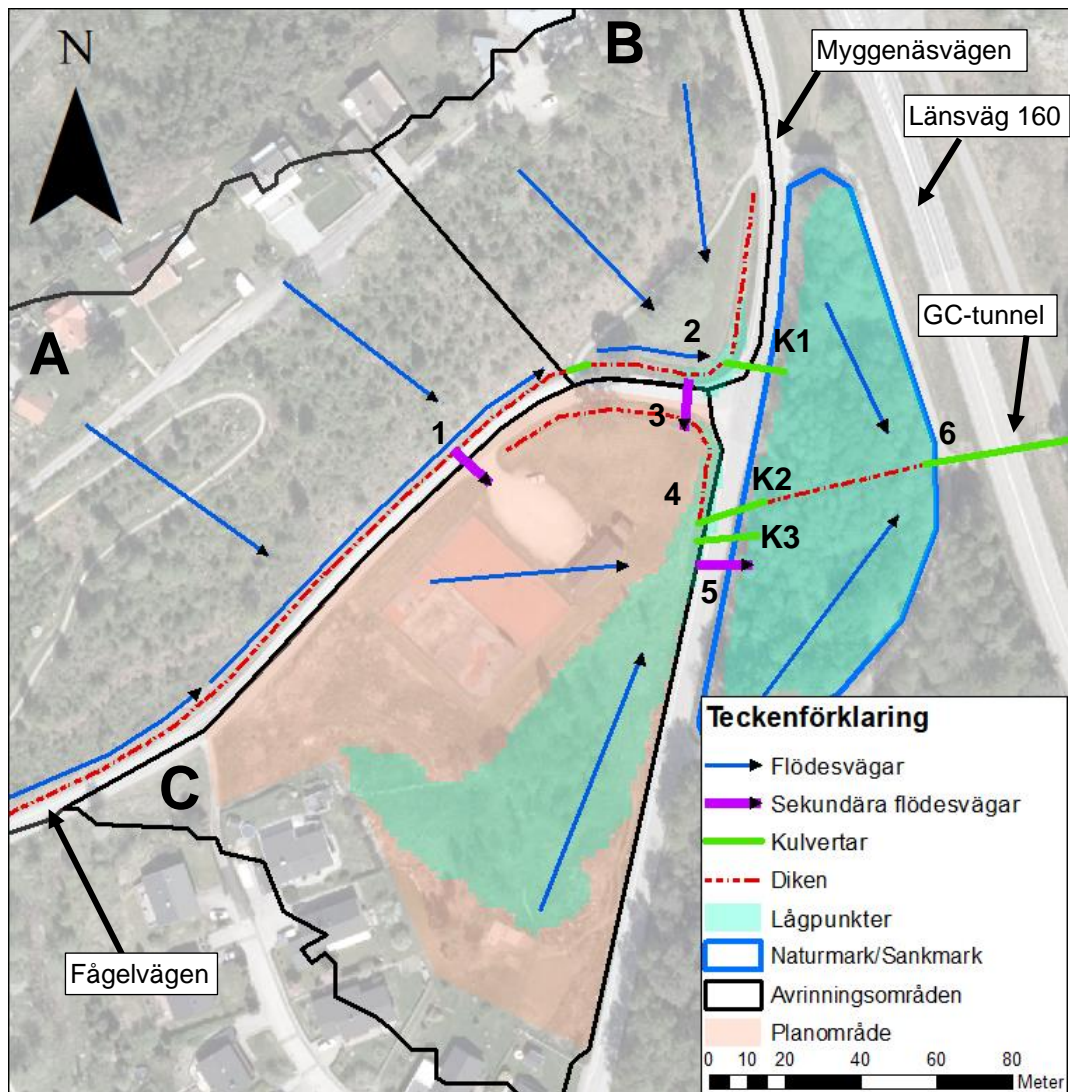 B
N
Myggenäsvägen
Länsväg 160
GC-tunnel
A
2
K1
1
3
6
4
K2
K3
5
C
Fågelvägen
Teckenförklaring
Flödesvägar
Sekundära flödesvägar
Kulvertar
Diken
Lågpunkter
Naturmark/Sankmark
Avrinningsområden
Planområde
0 10 20 40 60 80
Meter